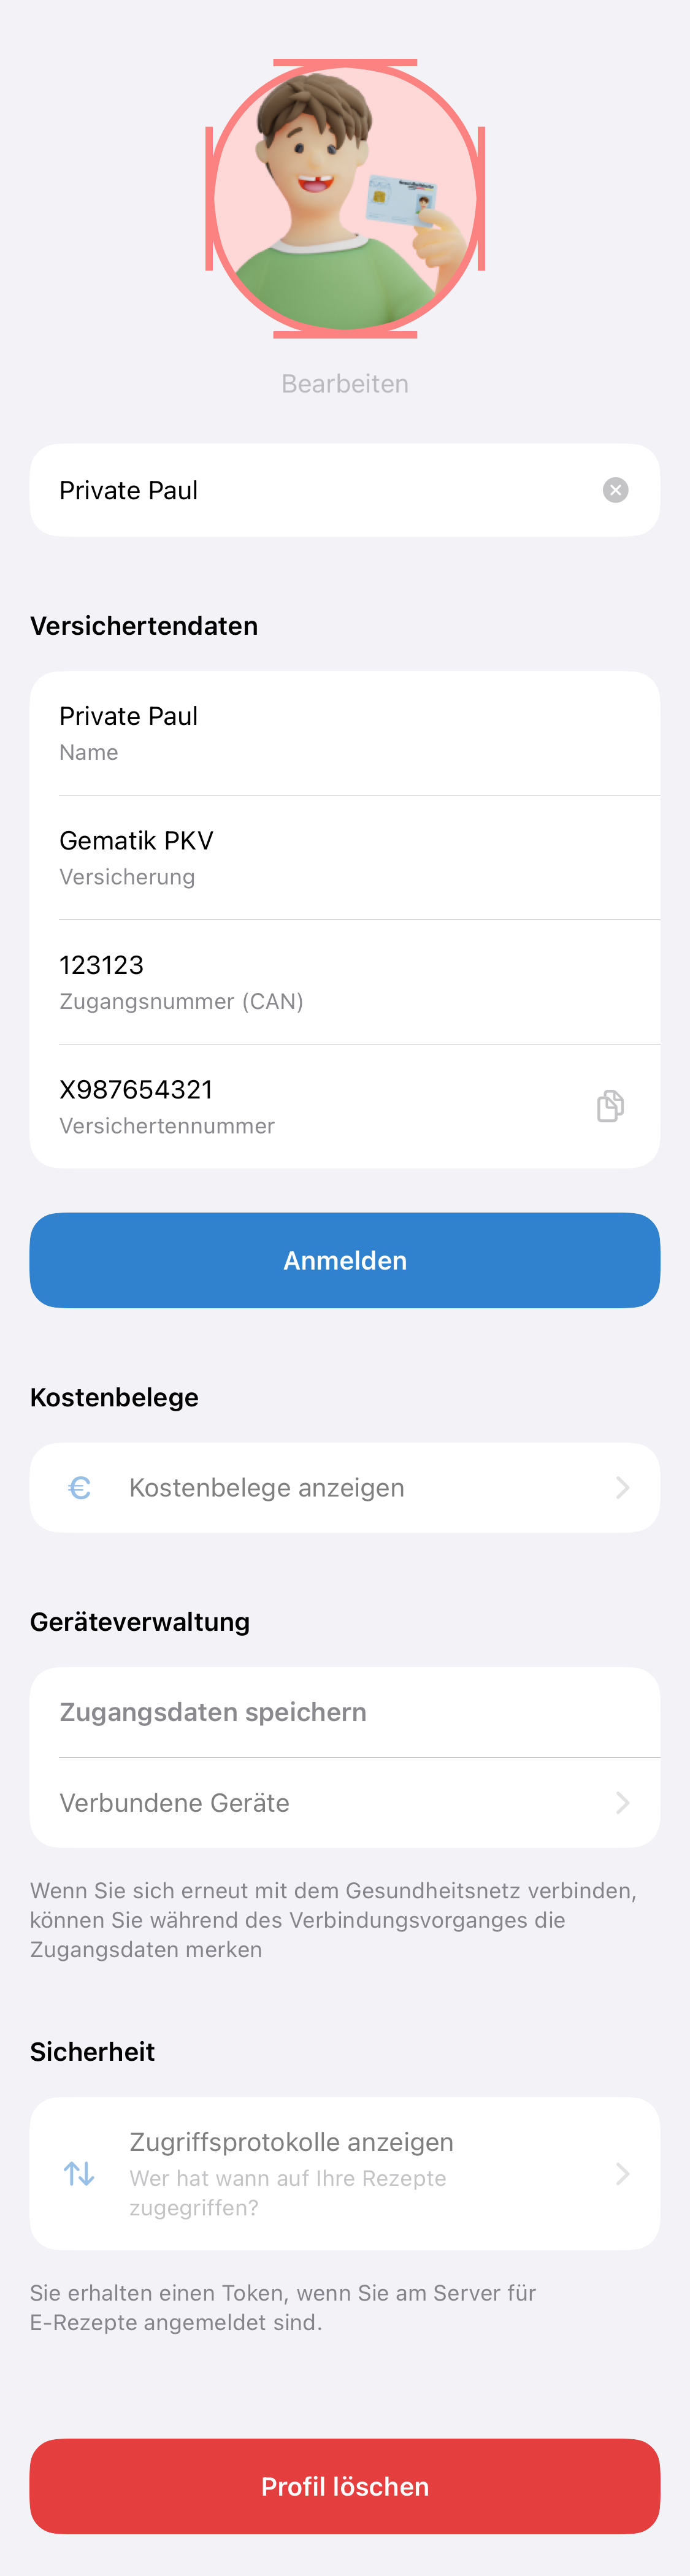 Bearbeiten
Private Paul
Versichertendaten
Private Paul
Name
Gematik PKV
Versicherung
123123
Zugangsnummer (CAN)
X987654321
Versichertennummer
Anmelden
Kostenbelege
€ Kostenbelege anzeigen
Geräteverwaltung
Zugangsdaten speichern
Verbundene Geräte
Wenn Sie sich erneut mit dem Gesundheitsnetz verbinden,
können Sie während des Verbindungsvorganges die
Zugangsdaten merken
Sicherheit
Zugriffsprotokolle anzeigen
Wer hat wann auf Ihre Rezepte
zugegriffen?
Sie erhalten einen Token, wenn Sie am Server für
E-Rezepte angemeldet sind.
Profil löschen